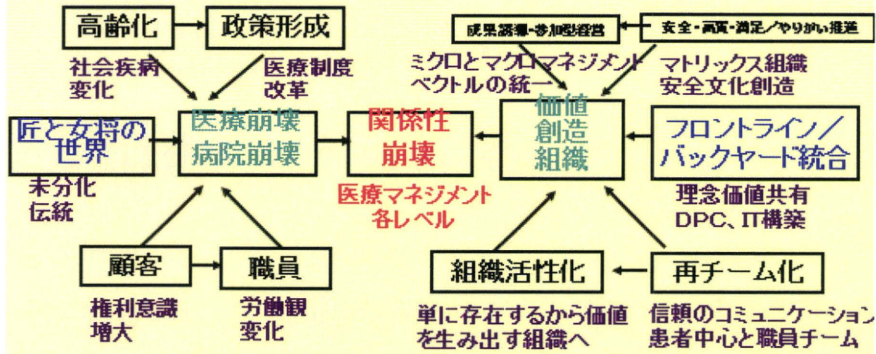 高齢化
政策形成
成果評価・参加型経営
安全・高質・満足/やりがい推進
社会疾病
変化
医療制度
改革
ミクロとマクロマネジメント
ベクトルの統一
マトリックス組織
安全文化創造
匠と女将の
世界
医療崩壊
病院崩壊
関係性
崩壊
価値
創造
組織
フロントライン/
バックヤード統合
未分化
伝統
医療マネジメント
各レベル
理念価値共有
DPC、IT構築
顧客
職員
組織活性化
再チーム化
権利意識
増大
労働観
変化
単に存在するから価値
を生み出す組織へ
信頼のコミュニケーション
患者中心と職員チーム